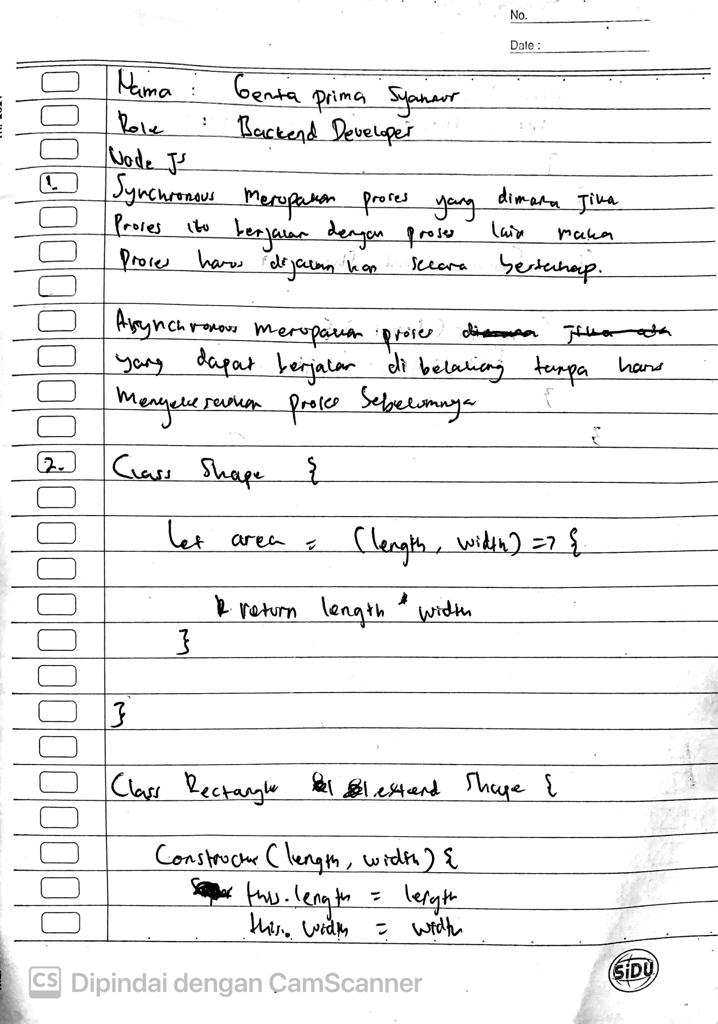 No.
Date :
Nama : Genta prima Syahnur
Role : Backend Developer
Node Js
1. Synchronous merupakan proses yang dimana jika
proses itu berjalan dengan proses lain maka
proses harus dijalankan secara bertahap.
Asynchronous merupakan proses dimana jika ada
yang dapat berjalan di belakang tanpa harus
menyelesaikan proses sebelumnya
2. Class Shape {
let area = (length, width) => {
return length * width
}
}
Class Rectangle extend Shape {
Constructor (length, width) {
this.length = length
this.width = width
SiDU
CS Dipindai dengan CamScanner